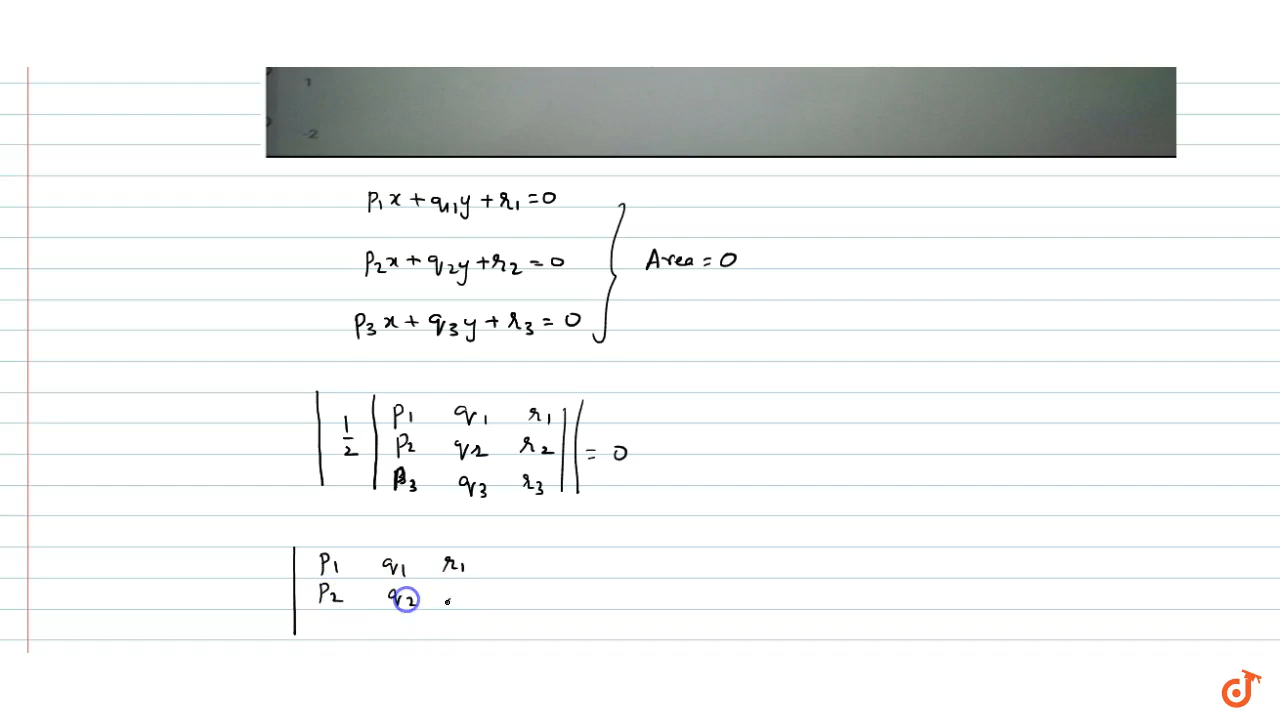 1
-2
p₁x + q₁y + r₁ = 0
p₂x + q₂y + r₂ = 0
p₃x + q₃y + r₃ = 0
Area = 0
| 1/2 | p₁ q₁ r₁
p₂ q₂ r₂
p₃ q₃ r₃ | | = 0
| p₁ q₁ r₁
p₂ q₂